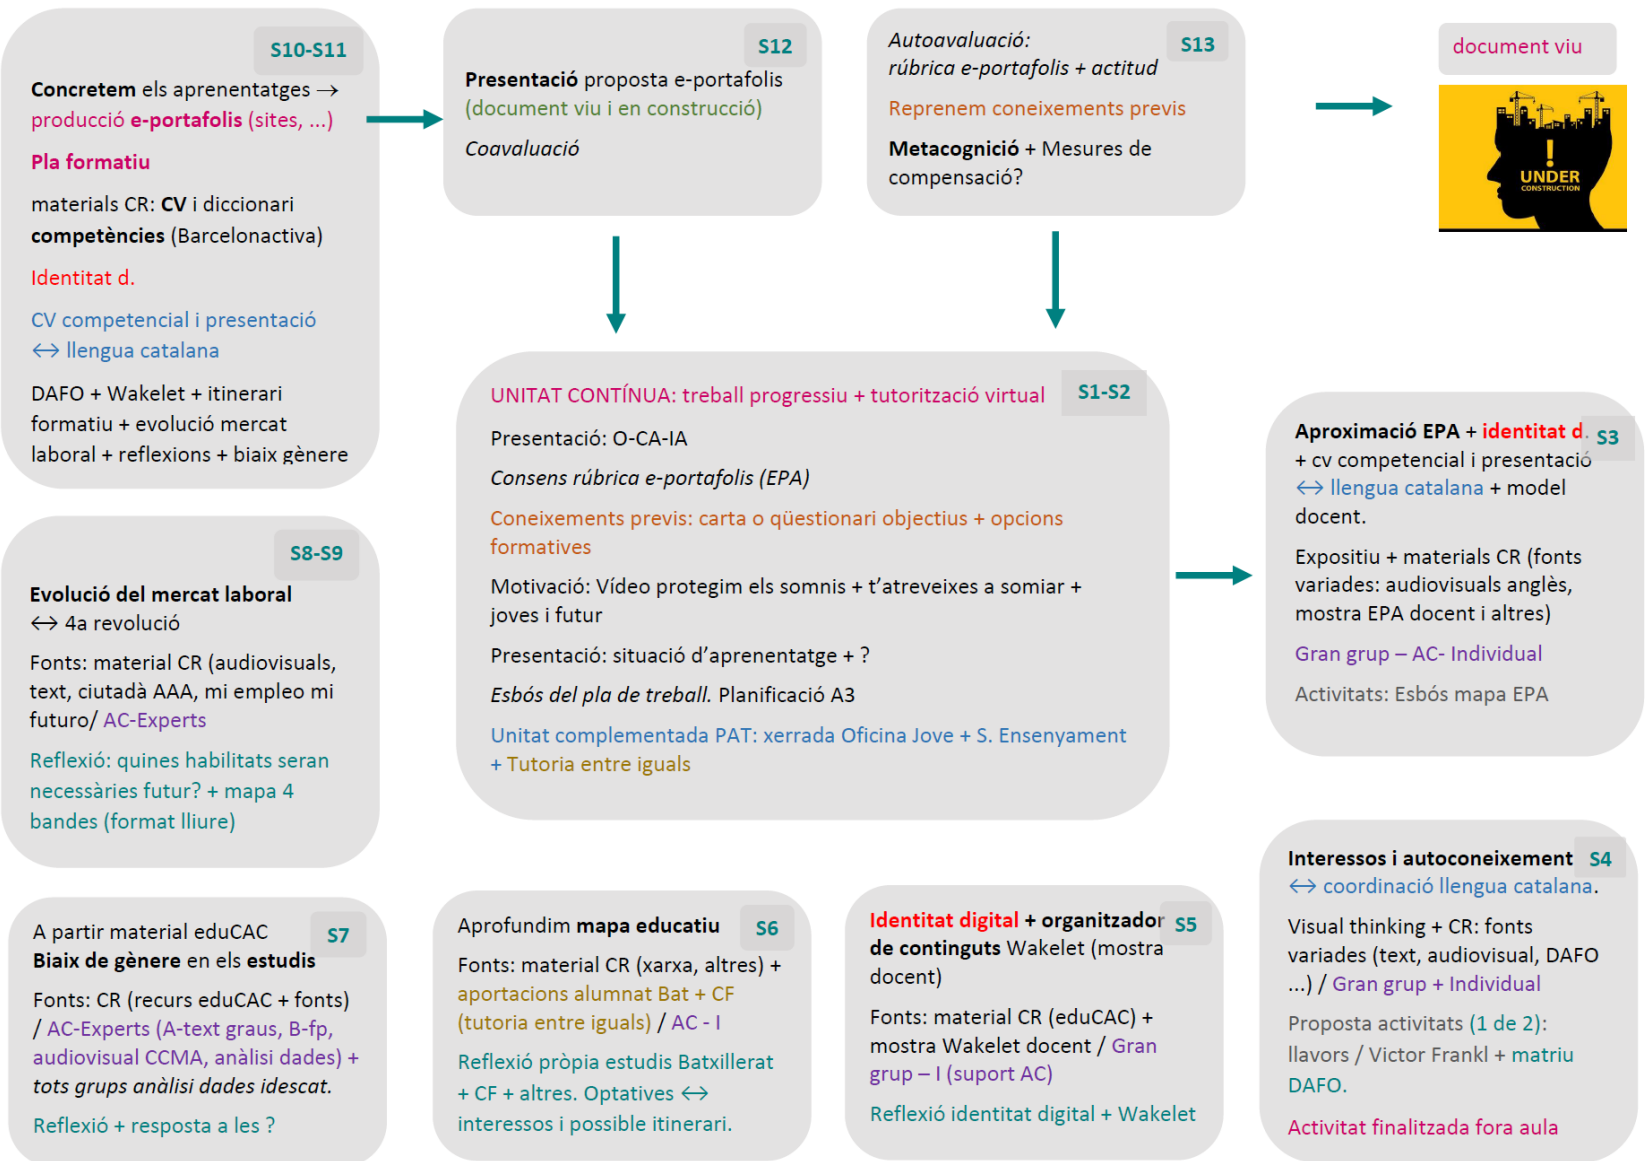 S10-S11
Concretem els aprenentatges →
producció e-portafolis (sites, ...)
Pla formatiu
materials CR: CV i diccionari
competències (Barcelonactiva)
Identitat d.
CV competencial i presentació
↔ llengua catalana
DAFO + Wakelet + itinerari
formatiu + evolució mercat
laboral + reflexions + biaix gènere
S12
Presentació proposta e-portafolis
(document viu i en construcció)
Coavaluació
S13
Autoavaluació:
rúbrica e-portafolis + actitud
Reprenem coneixements previs
Metacognició + Mesures de
compensació?
document viu
!
UNDER
CONSTRUCTION
S1-S2
UNITAT CONTÍNUA: treball progressiu + tutorització virtual
Presentació: O-CA-IA
Consens rúbrica e-portafolis (EPA)
Coneixements previs: carta o qüestionari objectius + opcions
formatives
Motivació: Vídeo protegim els somnis + t'atreveixes a somiar +
joves i futur
Presentació: situació d'aprenentatge + ?
Esbós del pla de treball. Planificació A3
Unitat complementada PAT: xerrada Oficina Jove + S. Ensenyament
+ Tutoria entre iguals
S3
Aproximació EPA + identitat d.
+ cv competencial i presentació
↔ llengua catalana + model
docent.
Expositiu + materials CR (fonts
variades: audiovisuals anglès,
mostra EPA docent i altres)
Gran grup – AC- Individual
Activitats: Esbós mapa EPA
S8-S9
Evolució del mercat laboral
↔ 4a revolució
Fonts: material CR (audiovisuals,
text, ciutadà AAA, mi empleo mi
futuro/ AC-Experts
Reflexió: quines habilitats seran
necessàries futur? + mapa 4
bandes (format lliure)
S4
Interessos i autoconeixement
↔ coordinació llengua catalana.
Visual thinking + CR: fonts
variades (text, audiovisual, DAFO
...) / Gran grup + Individual
Proposta activitats (1 de 2):
llavors / Victor Frankl + matriu
DAFO.
Activitat finalitzada fora aula
S7
A partir material eduCAC
Biaix de gènere en els estudis
Fonts: CR (recurs eduCAC + fonts)
/ AC-Experts (A-text graus, B-fp,
audiovisual CCMA, anàlisi dades) +
tots grups anàlisi dades idescat.
Reflexió + resposta a les ?
S6
Aprofundim mapa educatiu
Fonts: material CR (xarxa, altres) +
aportacions alumnat Bat + CF
(tutoria entre iguals) / AC - I
Reflexió pròpia estudis Batxillerat
+ CF + altres. Optatives ↔
interessos i possible itinerari.
S5
Identitat digital + organitzador
de continguts Wakelet (mostra
docent)
Fonts: material CR (eduCAC) +
mostra Wakelet docent / Gran
grup – I (suport AC)
Reflexió identitat digital + Wakelet